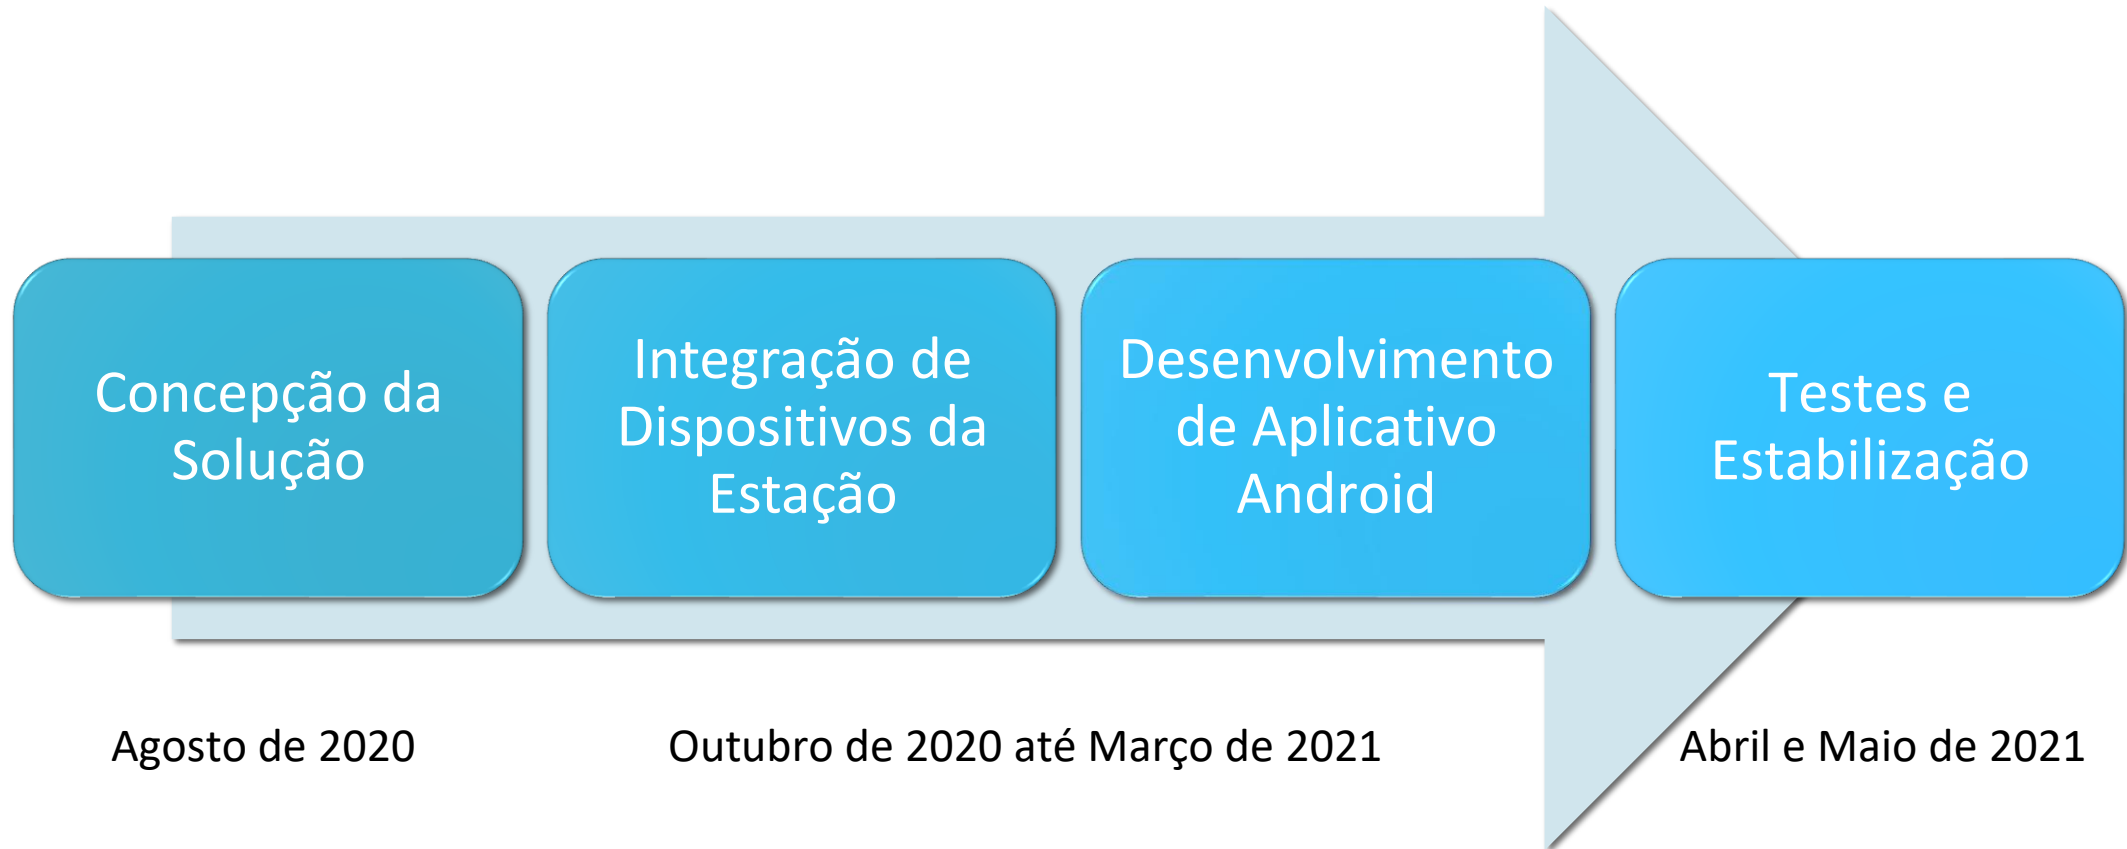 Concepção da
Solução
Integração de
Dispositivos da
Estação
Desenvolvimento
de Aplicativo
Android
Testes e
Estabilização
Agosto de 2020
Outubro de 2020 até Março de 2021
Abril e Maio de 2021